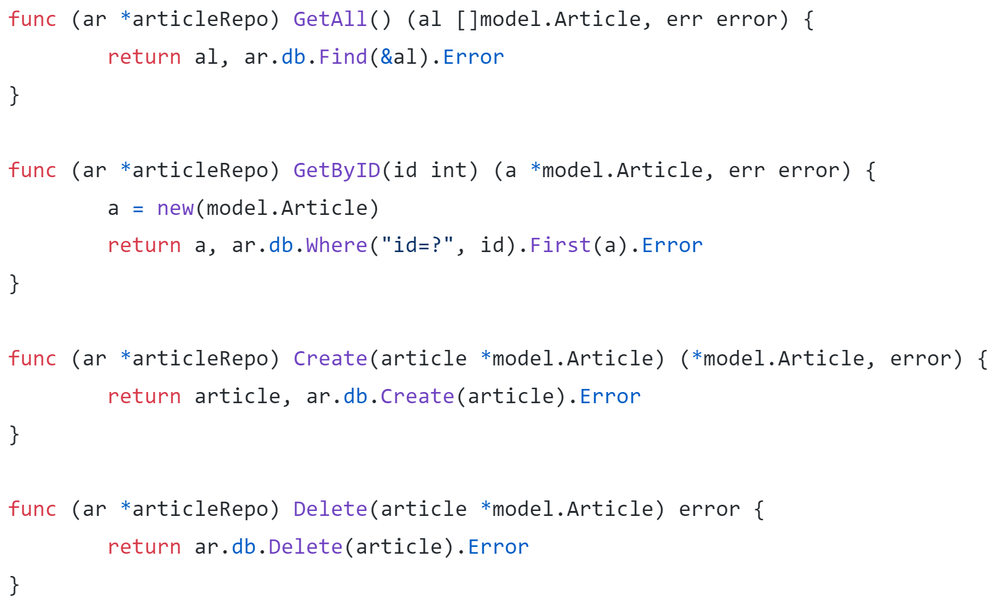 func (ar *articleRepo) GetAll() (al []model.Article, err error) {
        return al, ar.db.Find(&al).Error
}

func (ar *articleRepo) GetByID(id int) (a *model.Article, err error) {
        a = new(model.Article)
        return a, ar.db.Where("id=?", id).First(a).Error
}

func (ar *articleRepo) Create(article *model.Article) (*model.Article, error) {
        return article, ar.db.Create(article).Error
}

func (ar *articleRepo) Delete(article *model.Article) error {
        return ar.db.Delete(article).Error
}